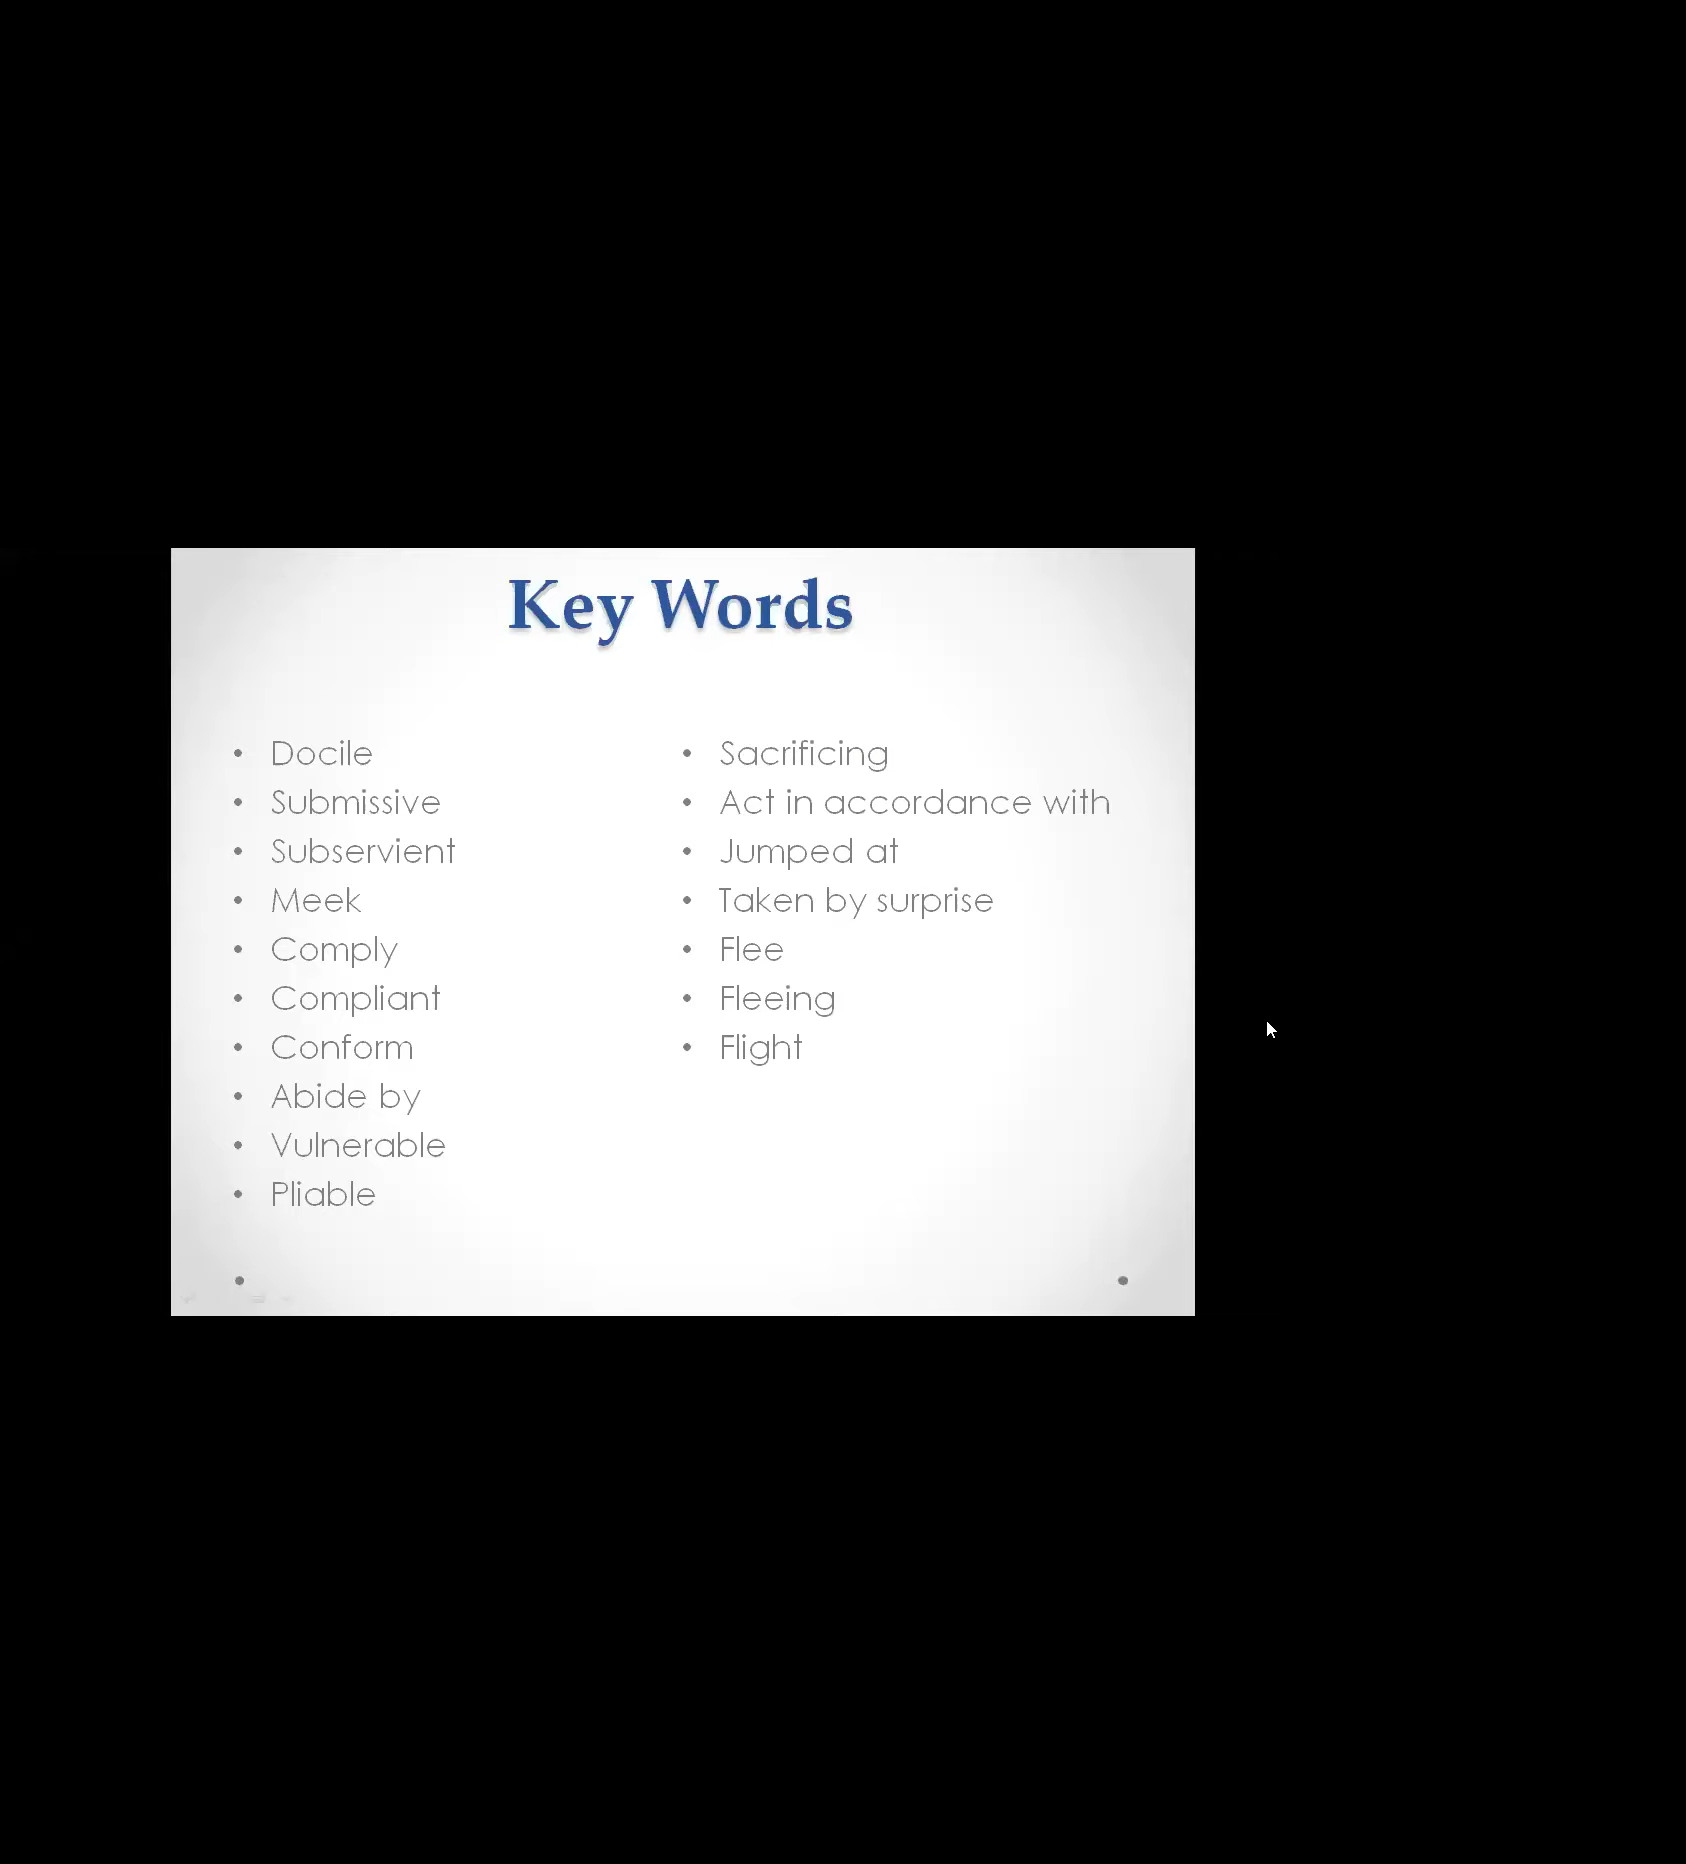 Key Words
• Docile
• Submissive
• Subservient
• Meek
• Comply
• Compliant
• Conform
• Abide by
• Vulnerable
• Pliable
• Sacrificing
• Act in accordance with
• Jumped at
• Taken by surprise
• Flee
• Fleeing
• Flight